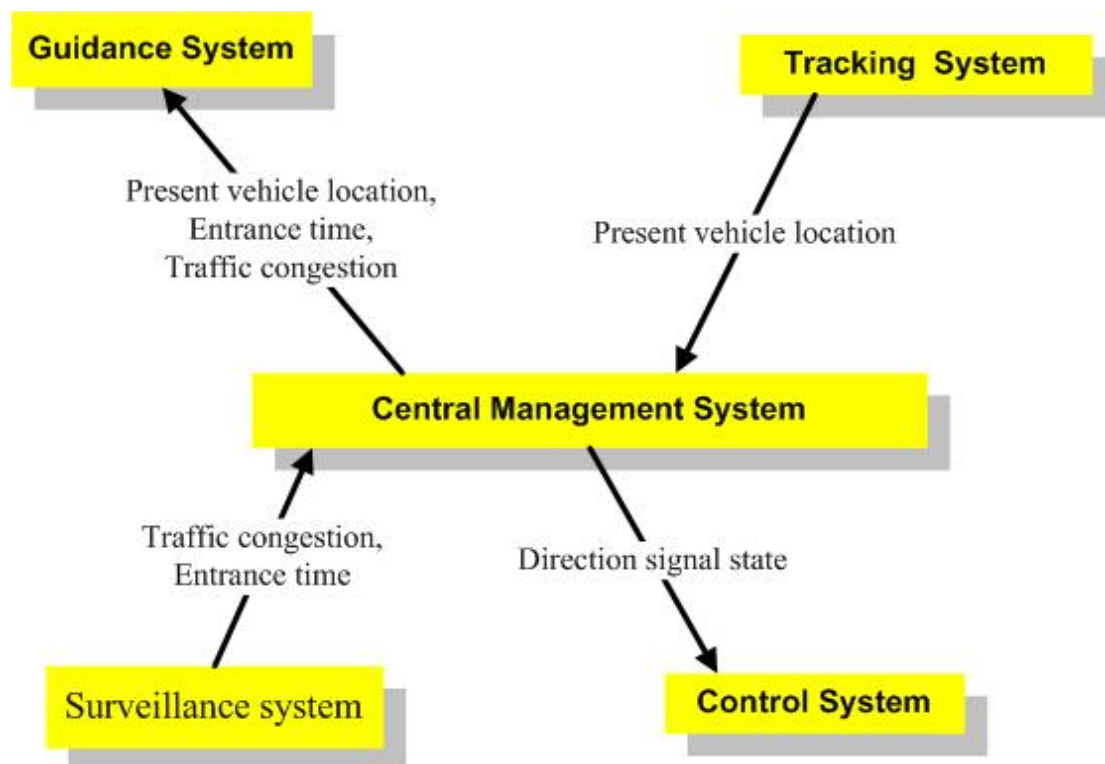 Guidance System
Tracking System
Present vehicle location,
Entrance time,
Traffic congestion
Present vehicle location
Central Management System
Traffic congestion,
Entrance time
Direction signal state
Surveillance system
Control System